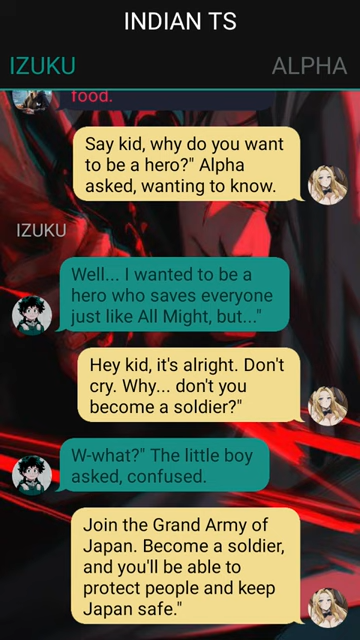 INDIAN TS
IZUKU
ALPHA
food.
Say kid, why do you want
to be a hero?" Alpha
asked, wanting to know.
IZUKU
Well... I wanted to be a
hero who saves everyone
just like All Might, but..."
Hey kid, it's alright. Don't
cry. Why... don't you
become a soldier?"
W-what?" The little boy
asked, confused.
Join the Grand Army of
Japan. Become a soldier,
and you'll be able to
protect people and keep
Japan safe."